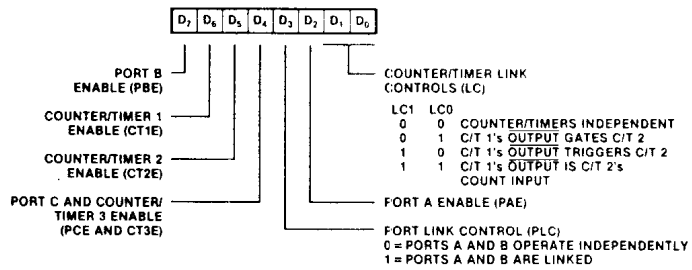 D7 D6 D5 D4 D3 D2 D1 D0
PORT B
ENABLE (PBE)
COUNTER/TIMER 1
ENABLE (CT1E)
COUNTER/TIMER 2
ENABLE (CT2E)
PORT C AND COUNTER/
TIMER 3 ENABLE
(PCE AND CT3E)
COUNTER/TIMER LINK
CONTROLS (LC)
LC1 LC0
0 0 COUNTER/TIMERS INDEPENDENT
0 1 C/T 1's OUTPUT GATES C/T 2
1 0 C/T 1's OUTPUT TRIGGERS C/T 2
1 1 C/T 1's OUTPUT IS C/T 2's
COUNT INPUT
PORT A ENABLE (PAE)
PORT LINK CONTROL (PLC)
0 = PORTS A AND B OPERATE INDEPENDENTLY
1 = PORTS A AND B ARE LINKED